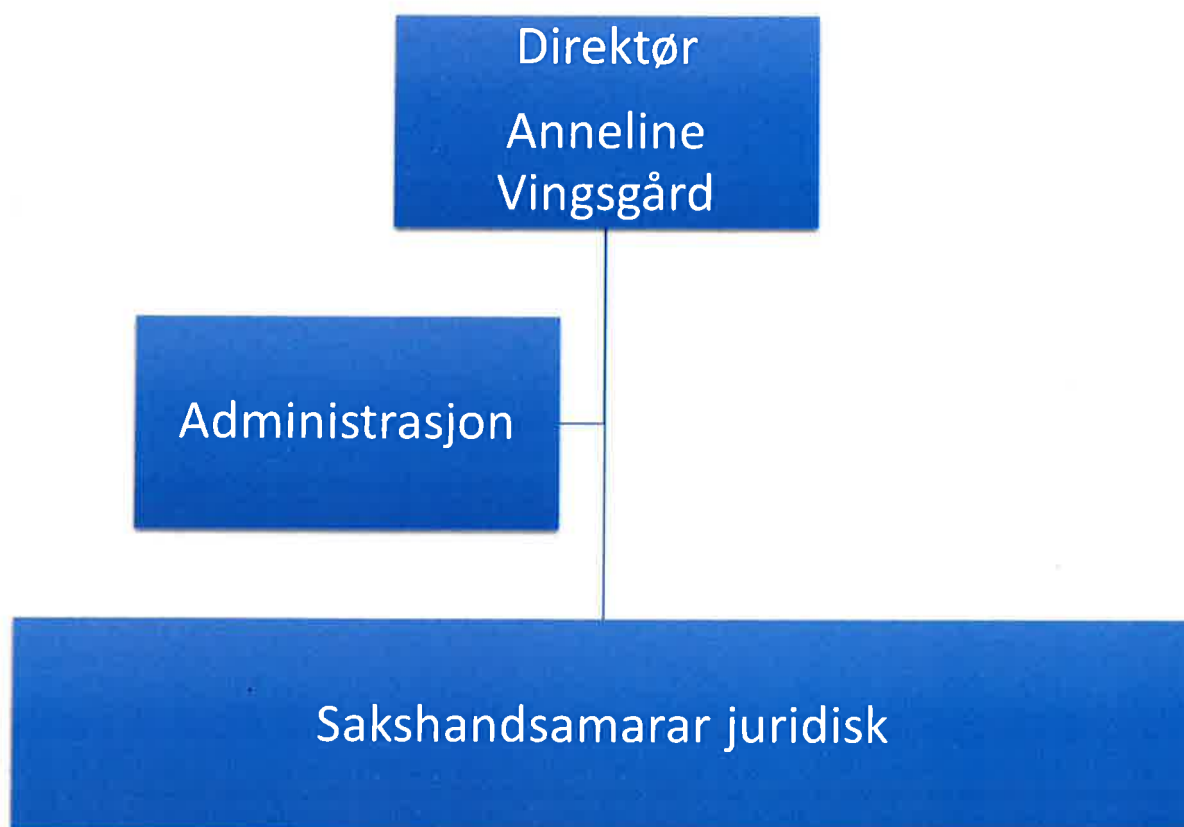 Direktør
Anneline
Vingsgård
Administrasjon
Sakshandsamarar juridisk